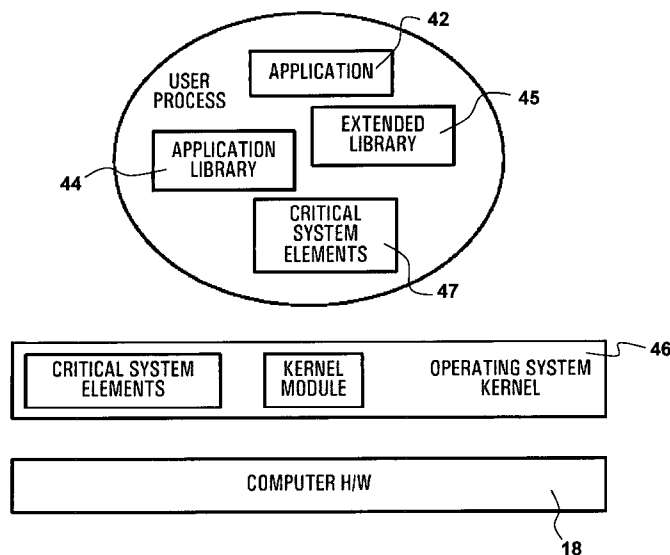 42
APPLICATION
USER
PROCESS
45
EXTENDED
LIBRARY
APPLICATION
LIBRARY
44
CRITICAL
SYSTEM
ELEMENTS
47
46
CRITICAL SYSTEM
ELEMENTS
KERNEL
MODULE
OPERATING SYSTEM
KERNEL
COMPUTER H/W
18